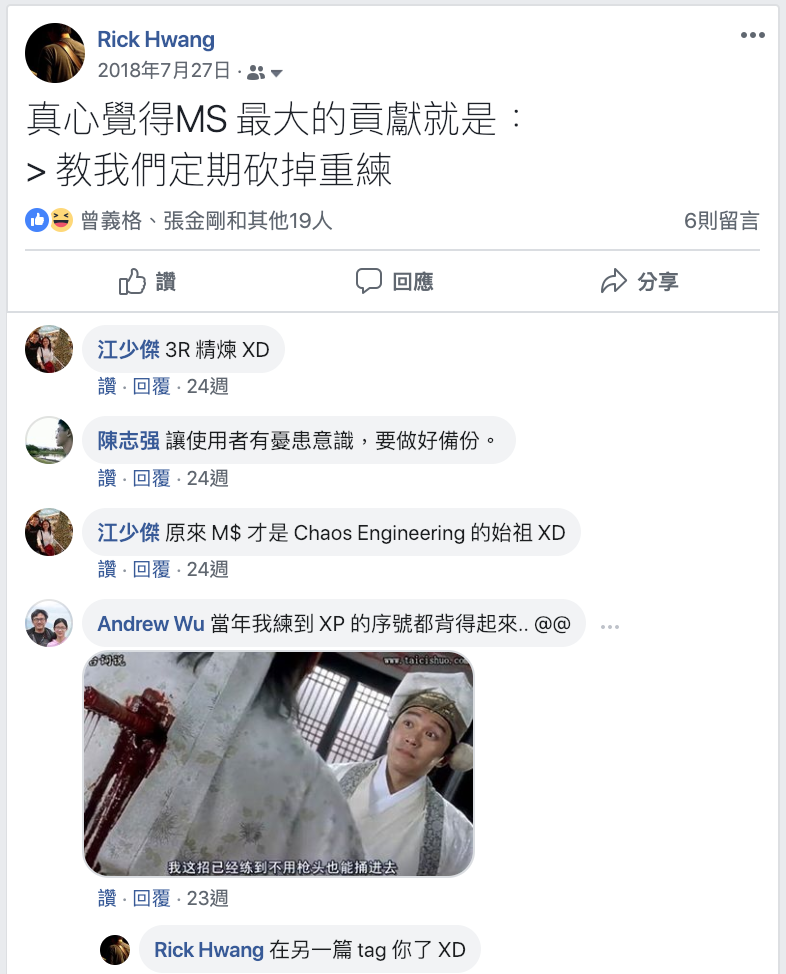 Rick Hwang
2018年7月27日 ·
真心覺得MS 最大的貢獻就是：
> 教我們定期砍掉重練
曾義格、張金剛和其他19人
6則留言
讚
回應
分享
江少傑 3R 精煉 XD
讚 · 回覆 · 24週
陳志强 讓使用者有憂患意識，要做好備份。
讚 · 回覆 · 24週
江少傑 原來 M$ 才是 Chaos Engineering 的始祖 XD
讚 · 回覆 · 24週
Andrew Wu 當年我練到 XP 的序號都背得起來.. @@
台词说
www.taicishuo.com
我这招已经练到不用枪头也能捅进去
讚 · 回覆 · 23週
Rick Hwang 在另一篇 tag 你了 XD